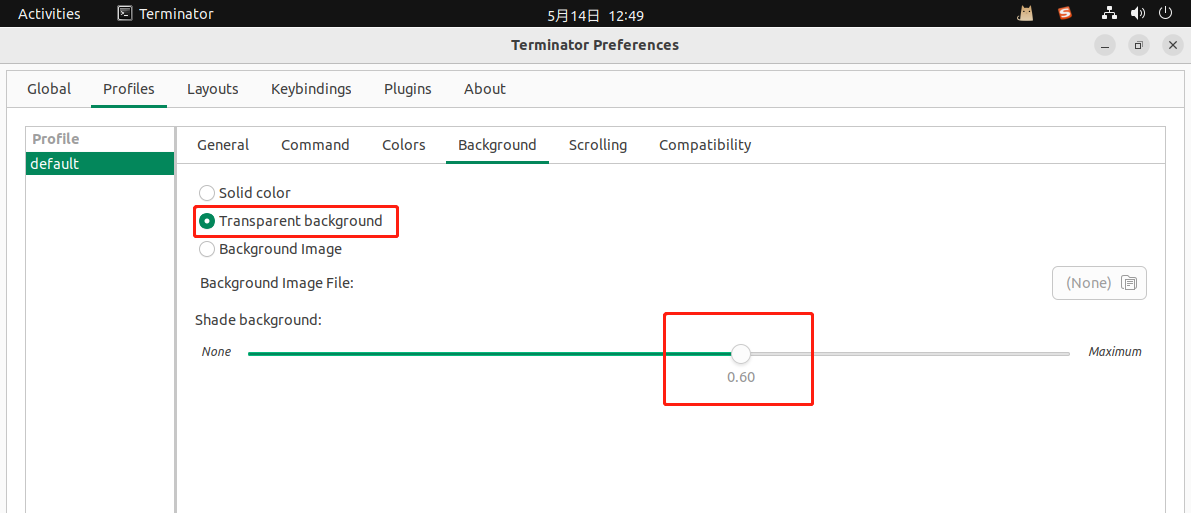 Activities Terminator 5月14日 12:49
Terminator Preferences
Global Profiles Layouts Keybindings Plugins About
Profile
default
General Command Colors Background Scrolling Compatibility
Solid color
Transparent background
Background Image
Background Image File: (None)
Shade background:
None Maximum
0.60